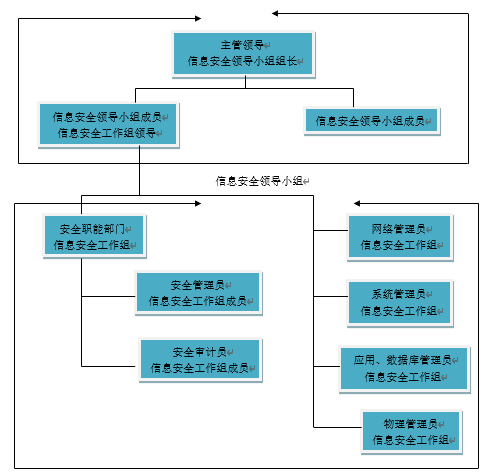 主管领导
信息安全领导小组组长
信息安全领导小组成员
信息安全工作组领导
信息安全领导小组成员
信息安全领导小组
安全职能部门
信息安全工作组
网络管理员
信息安全工作组
安全管理员
信息安全工作组成员
系统管理员
信息安全工作组
安全审计员
信息安全工作组成员
应用、数据库管理员
信息安全工作组
物理管理员
信息安全工作组